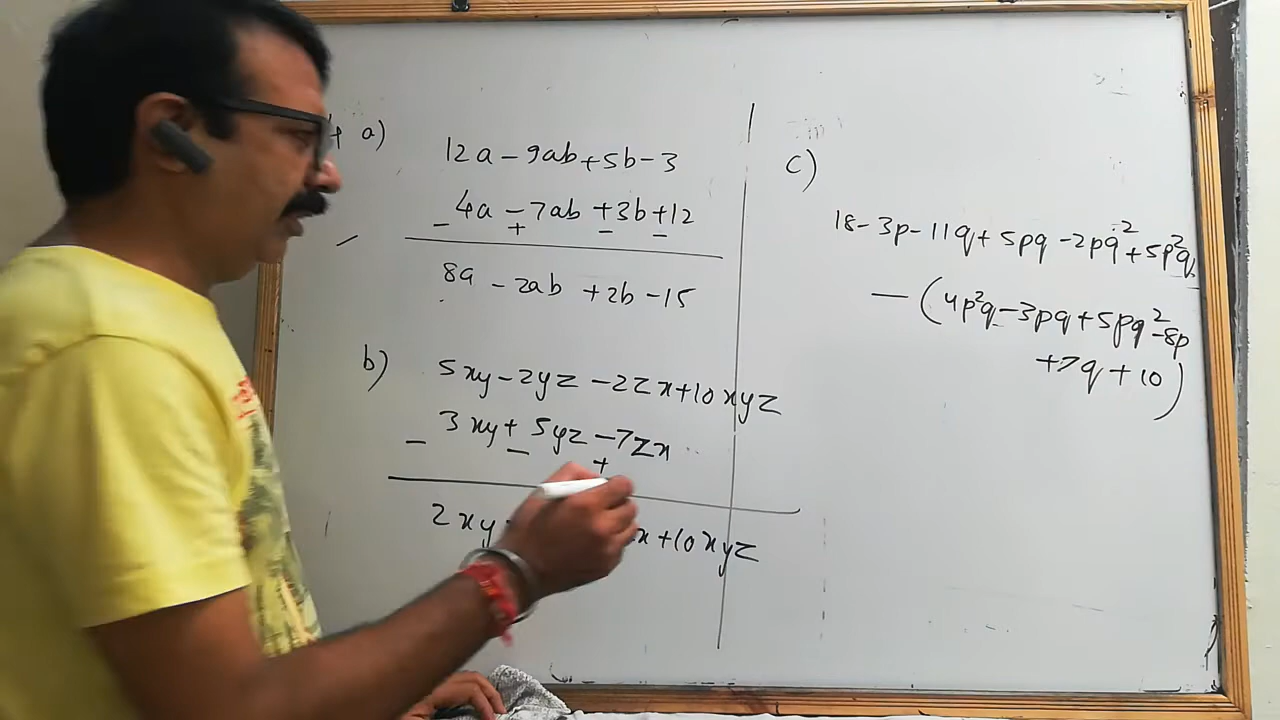 4 a)
12a - 9ab + 5b - 3
4a - 7ab + 3b + 12
- + - -
8a - 2ab + 2b - 15
b)
5xy - 2yz - 2zx + 10xyz
3xy + 5yz - 7zx
- - +
2xy x + 10xyz
c)
18 - 3p - 11q + 5pq - 2pq² + 5p²q
- (4p²q - 3pq + 5pq² - 8p
+ 7q + 10)